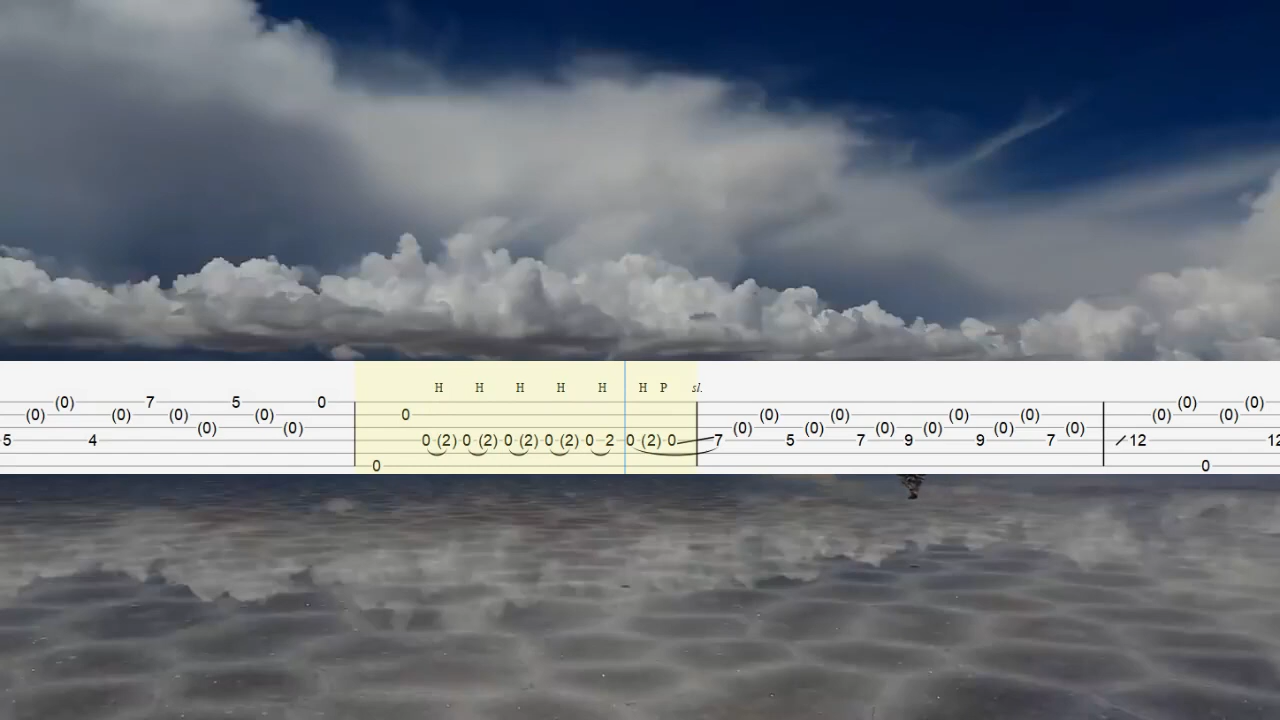 H H H H H H P sl.
(0) 7 5 0 (0) (0)
(0) (0) (0) (0) 0 (0) (0) (0) (0) (0) (0)
(0) (0) (0) (0) (0) (0) (0) (0)
5 4 0 (2) 0 (2) 0 (2) 0 (2) 0 2 0 (2) 0 7 5 7 9 9 7 12 12
0 0